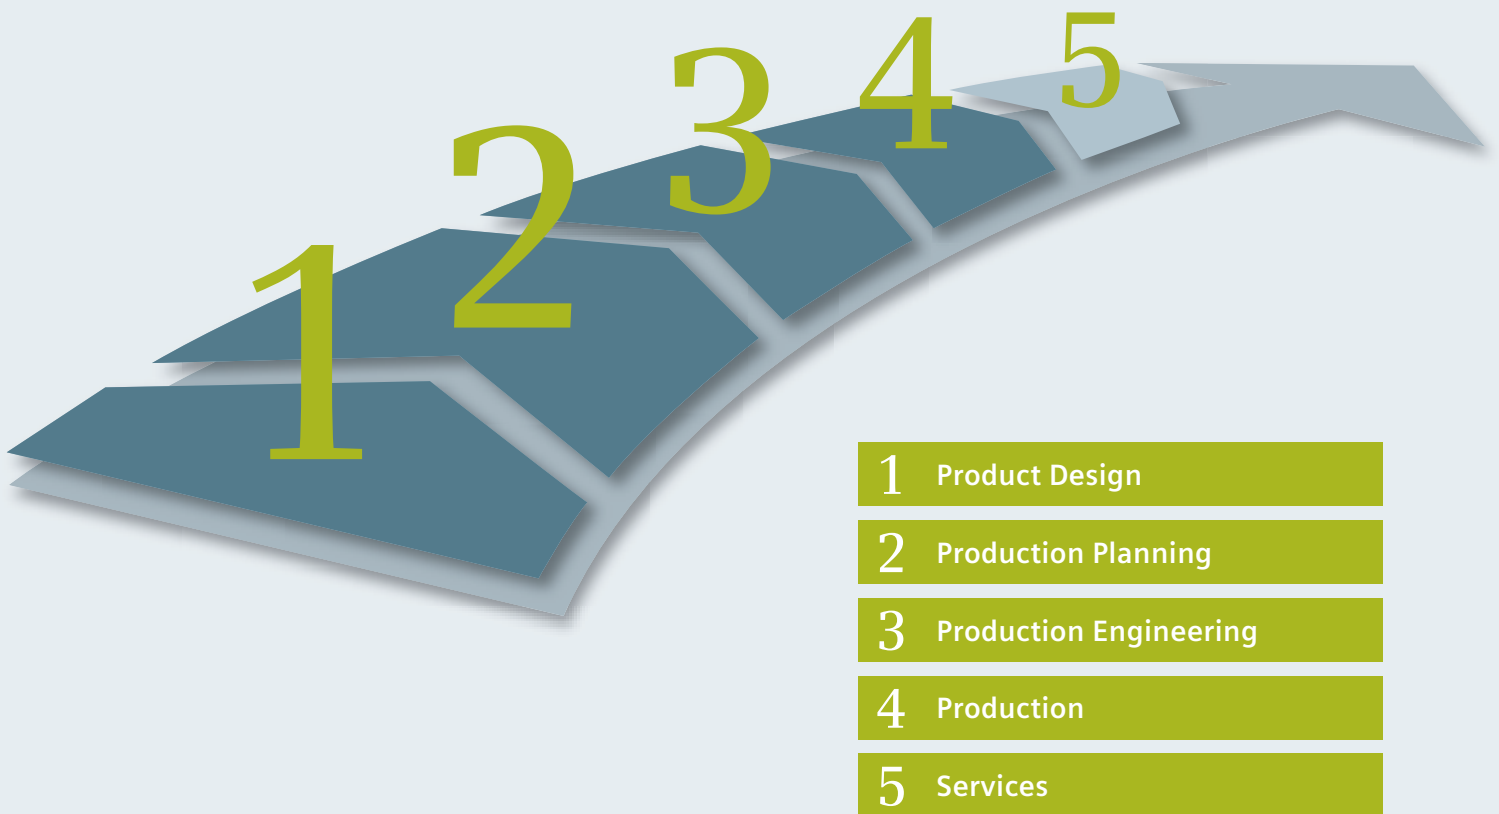 1
2
3
4
5
1 Product Design
2 Production Planning
3 Production Engineering
4 Production
5 Services